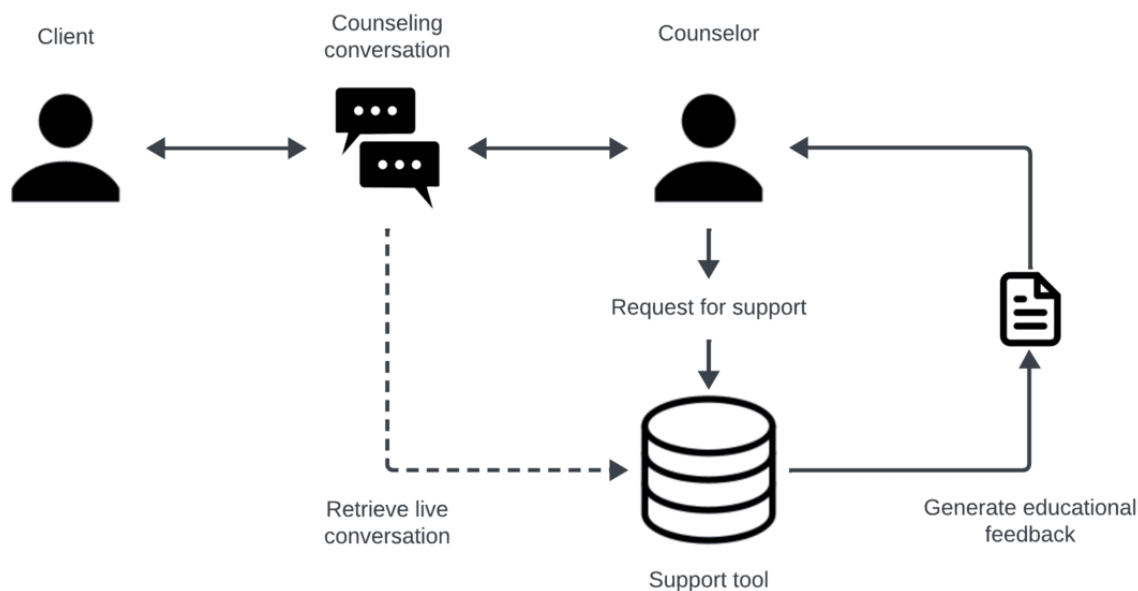 Client
Counseling
conversation
Counselor
Request for support
Retrieve live
conversation
Generate educational
feedback
Support tool